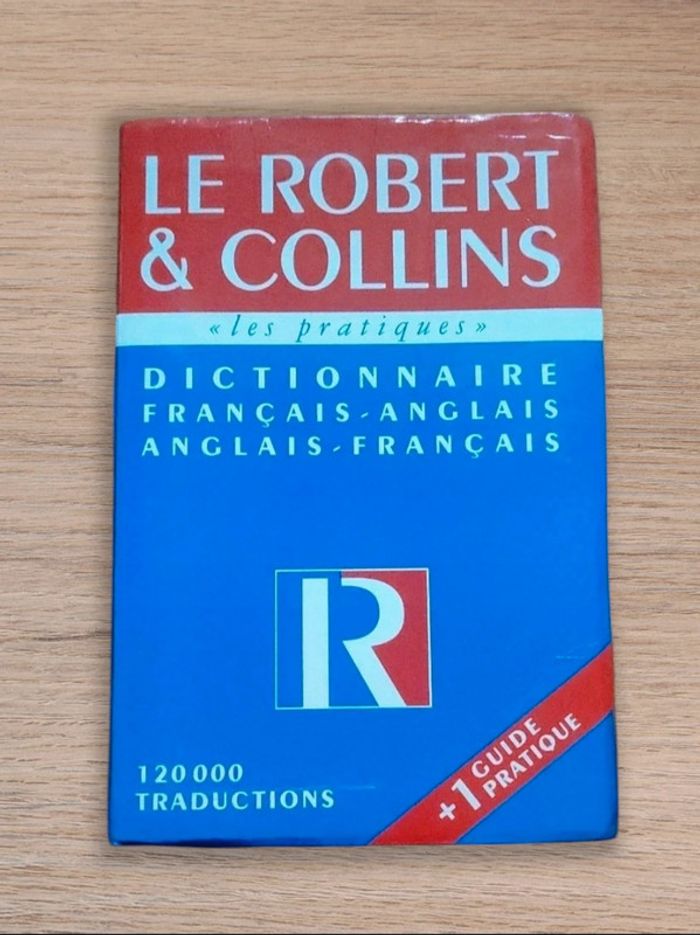 LE ROBERT
& COLLINS
« les pratiques »
DICTIONNAIRE
FRANÇAIS-ANGLAIS
ANGLAIS-FRANÇAIS
R
120 000
TRADUCTIONS
+1 GUIDE
PRATIQUE